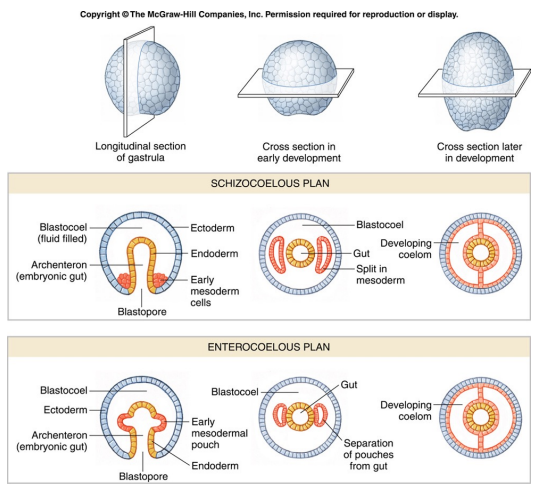 Copyright © The McGraw-Hill Companies, Inc. Permission required for reproduction or display.
Longitudinal section
of gastrula
Cross section in
early development
Cross section later
in development
SCHIZOCOELOUS PLAN
Blastocoel
(fluid filled)
Archenteron
(embryonic gut)
Blastopore
Ectoderm
Endoderm
Early
mesoderm
cells
Blastocoel
Gut
Split in
mesoderm
Developing
coelom
ENTEROCOELOUS PLAN
Blastocoel
Ectoderm
Archenteron
(embryonic gut)
Blastopore
Early
mesodermal
pouch
Endoderm
Blastocoel
Gut
Separation
of pouches
from gut
Developing
coelom